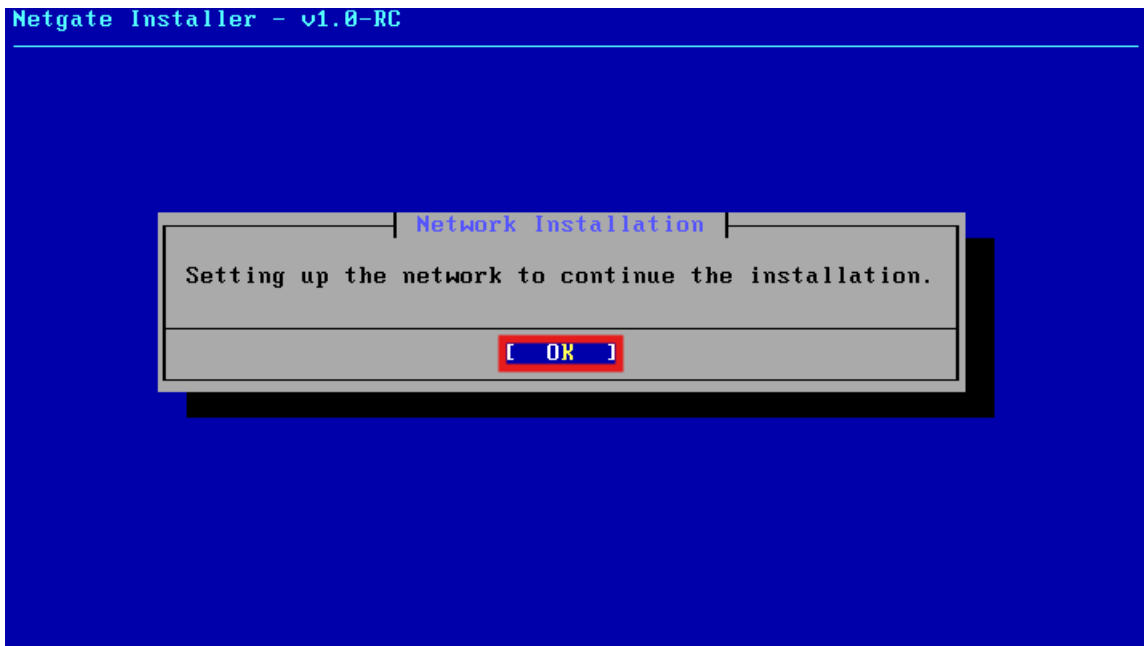 Netgate Installer - v1.0-RC
Network Installation
Setting up the network to continue the installation.
[ OK ]